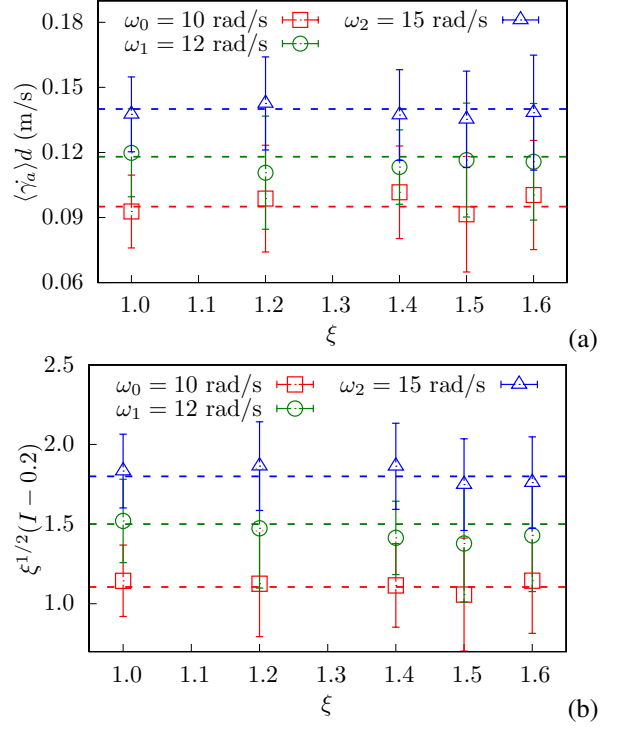 ω₀ = 10 rad/s ω₂ = 15 rad/s
ω₁ = 12 rad/s
⟨γ̇ₐ⟩d (m/s)
0.18
0.15
0.12
0.09
0.06
1.0 1.1 1.2 1.3 1.4 1.5 1.6
ξ
(a)
ω₀ = 10 rad/s ω₂ = 15 rad/s
ω₁ = 12 rad/s
ξ^{1/2}(I − 0.2)
2.5
2.0
1.5
1.0
1.0 1.1 1.2 1.3 1.4 1.5 1.6
ξ
(b)